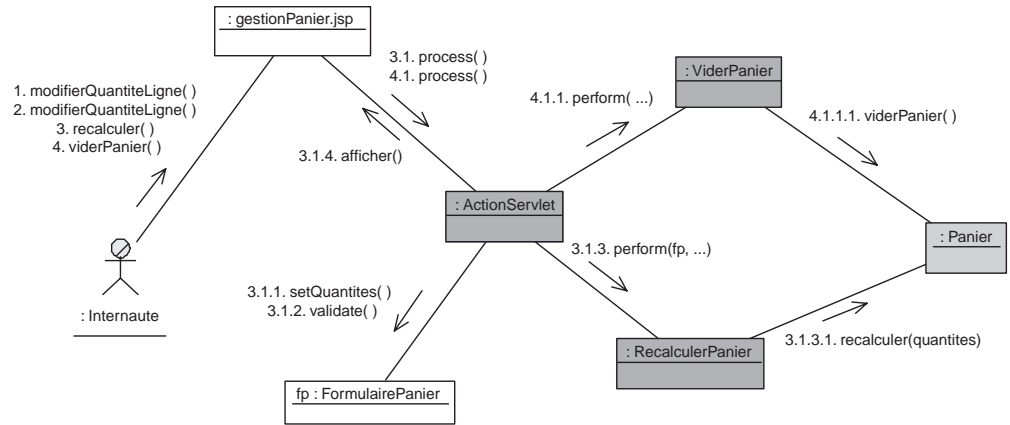 : gestionPanier.jsp
3.1. process( )
4.1. process( )
: ViderPanier
1. modifierQuantiteLigne( )
2. modifierQuantiteLigne( )
3. recalculer( )
4. viderPanier( )
4.1.1. perform( ...)
4.1.1.1. viderPanier( )
3.1.4. afficher()
: ActionServlet
: Panier
3.1.3. perform(fp, ...)
3.1.1. setQuantites( )
3.1.2. validate( )
: Internaute
3.1.3.1. recalculer(quantites)
: RecalculerPanier
fp : FormulairePanier